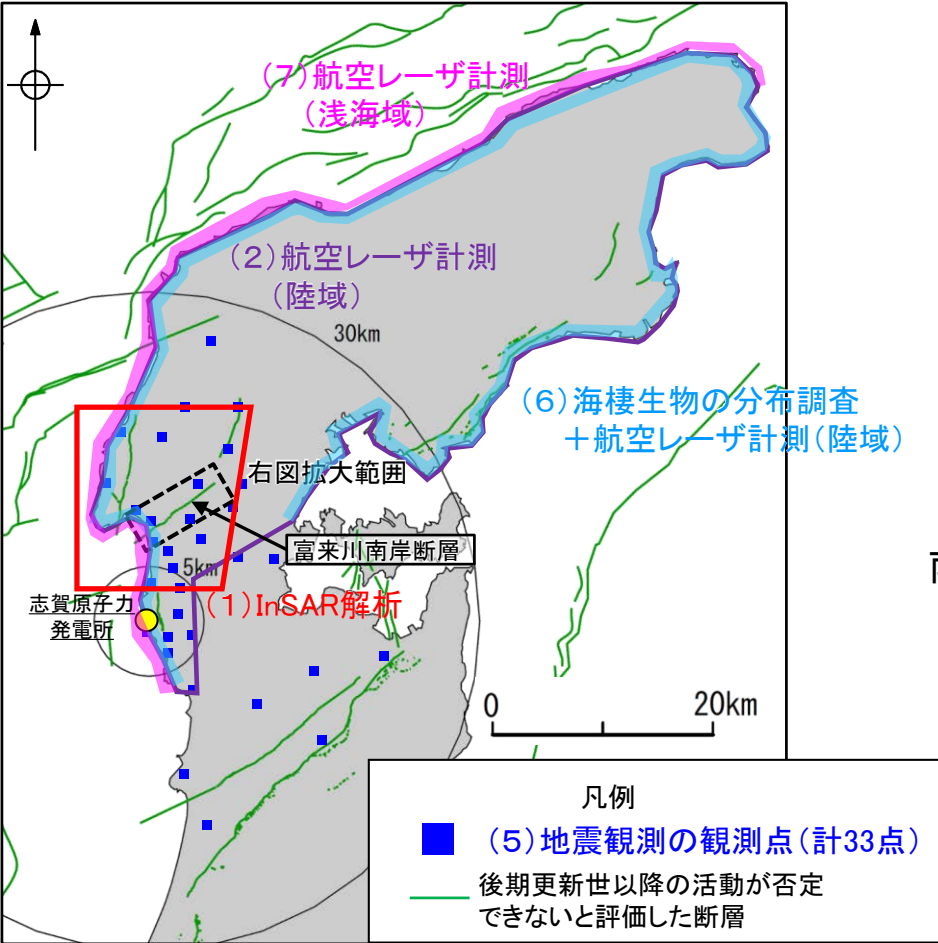 (7)航空レーザ計測
(浅海域)
(2)航空レーザ計測
(陸域)
30km
(6)海棲生物の分布調査
+航空レーザ計測(陸域)
右図拡大範囲
富来川南岸断層
5km
(1)InSAR解析
志賀原子力
発電所
0 20km
凡例
(5)地震観測の観測点(計33点)
後期更新世以降の活動が否定
できないと評価した断層